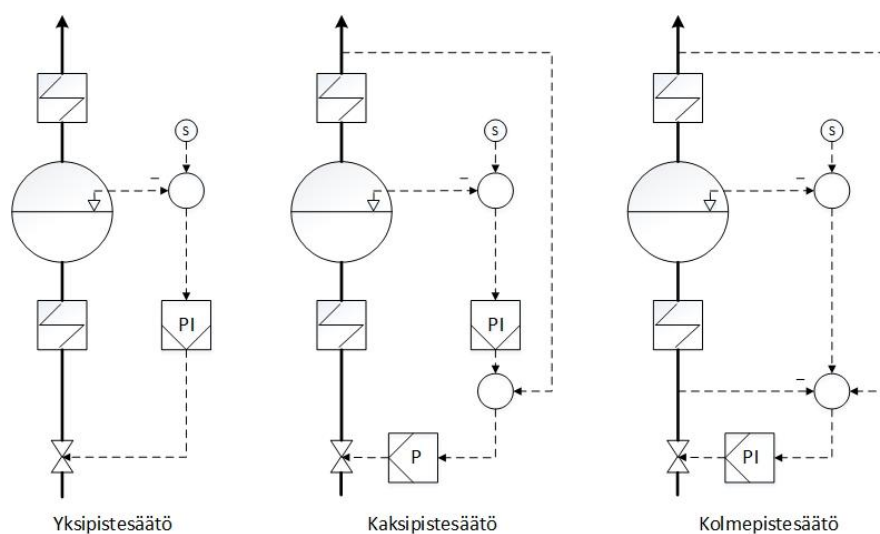 S
S
S
–
–
–
PI
PI
–
P
PI
Yksipistesäätö
Kaksipistesäätö
Kolmepistesäätö